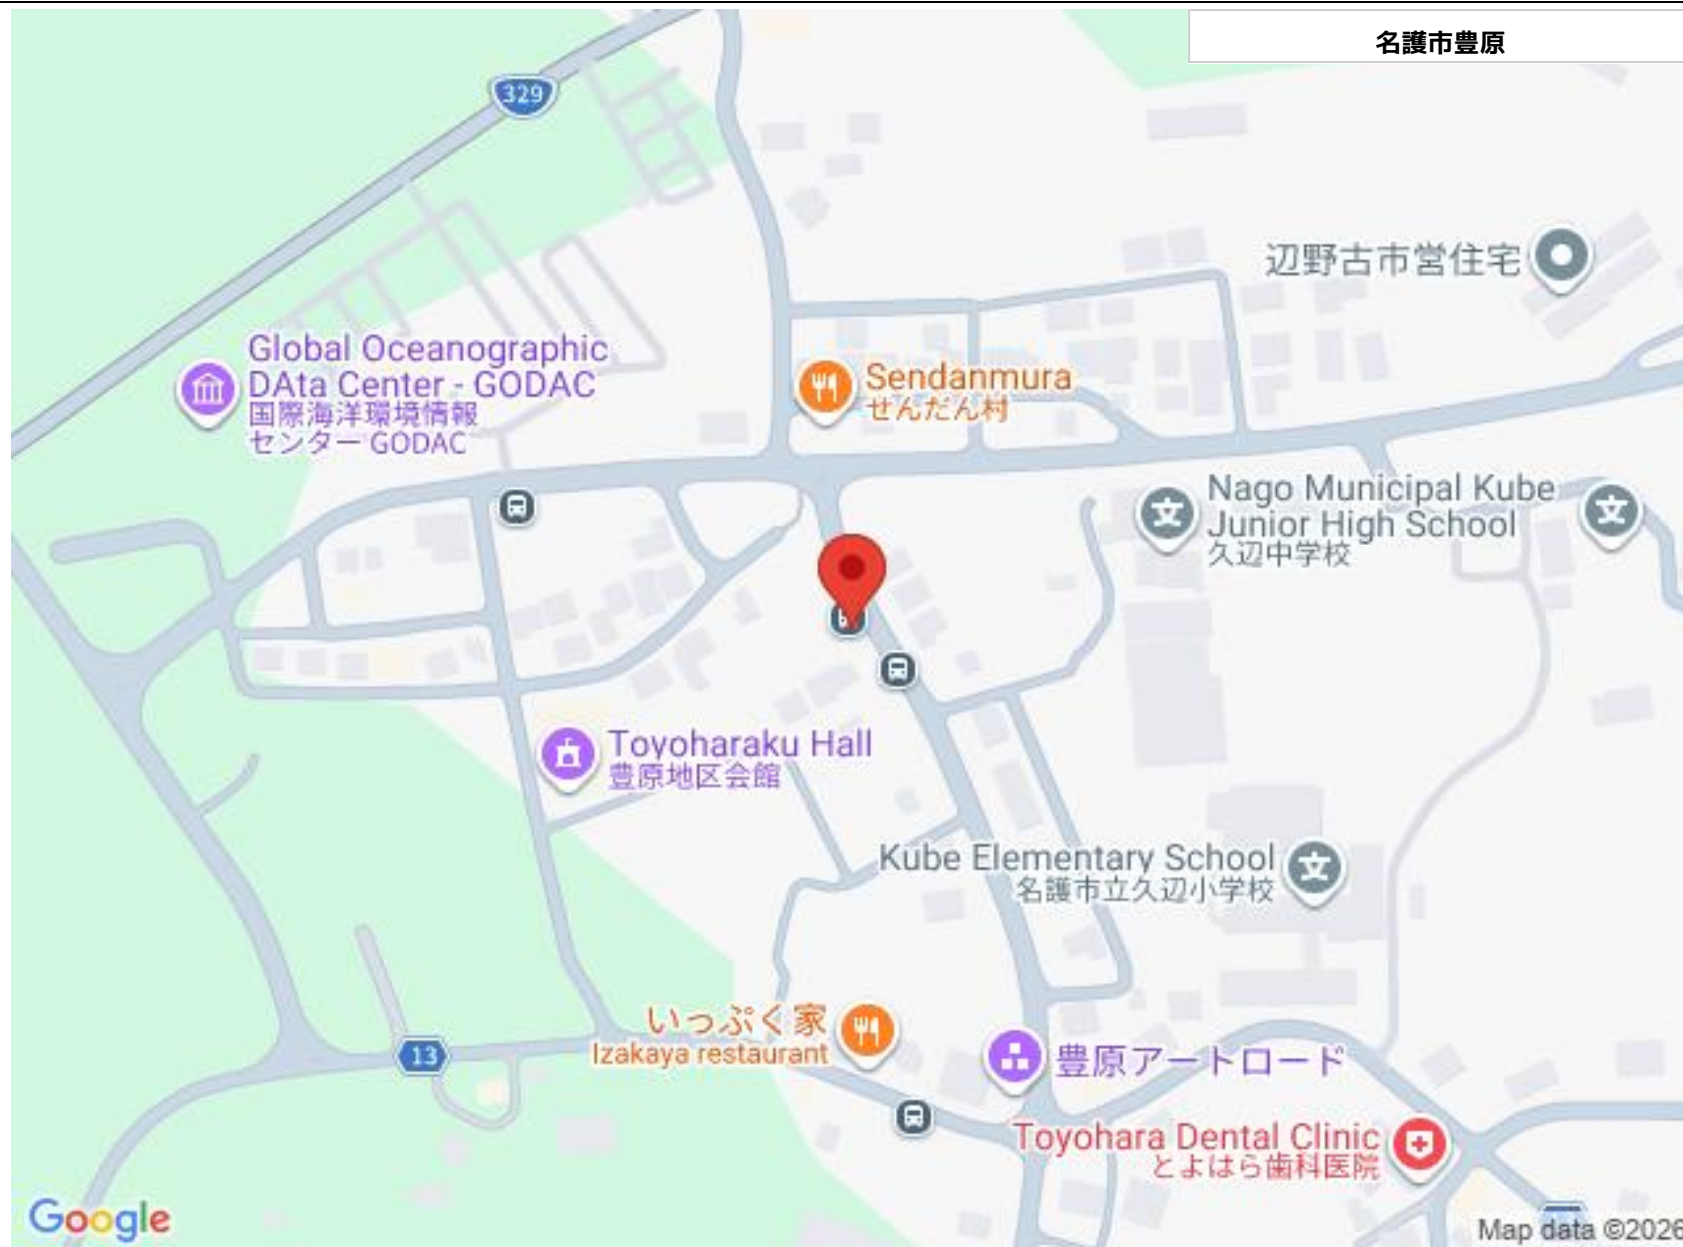 名護市豊原
329
辺野古市営住宅
Global Oceanographic
DAta Center - GODAC
国際海洋環境情報
センター GODAC
Sendanmura
せんだん村
Nago Municipal Kube
Junior High School
久辺中学校
Toyoharaku Hall
豊原地区会館
Kube Elementary School
名護市立久辺小学校
いっぷく家
Izakaya restaurant
13
豊原アートロード
Toyohara Dental Clinic
とよはら歯科医院
Google
Map data ©2026